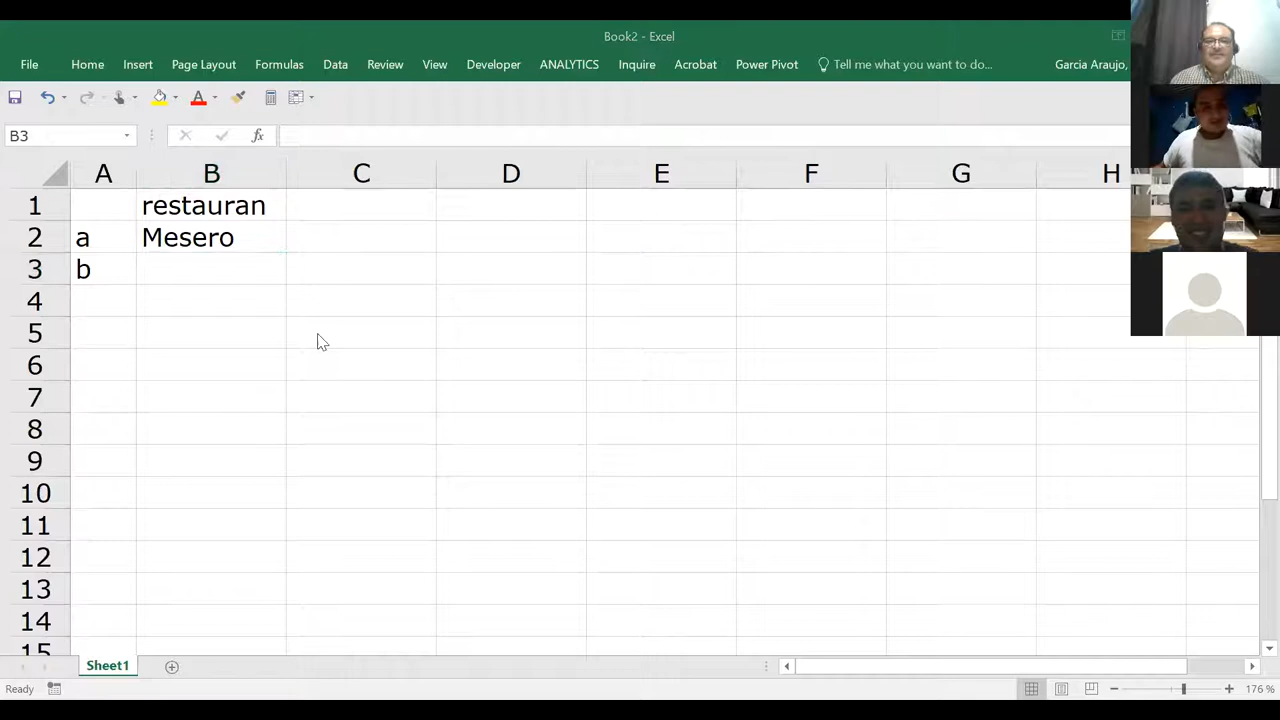 Book2 - Excel
File Home Insert Page Layout Formulas Data Review View Developer ANALYTICS Inquire Acrobat Power Pivot Tell me what you want to do... Garcia Araujo,
A A
B3 fx
A B C D E F G H
1 restauran
2 a Mesero
3 b
4
5
6
7
8
9
10
11
12
13
14
15
Sheet1
Ready 176 %